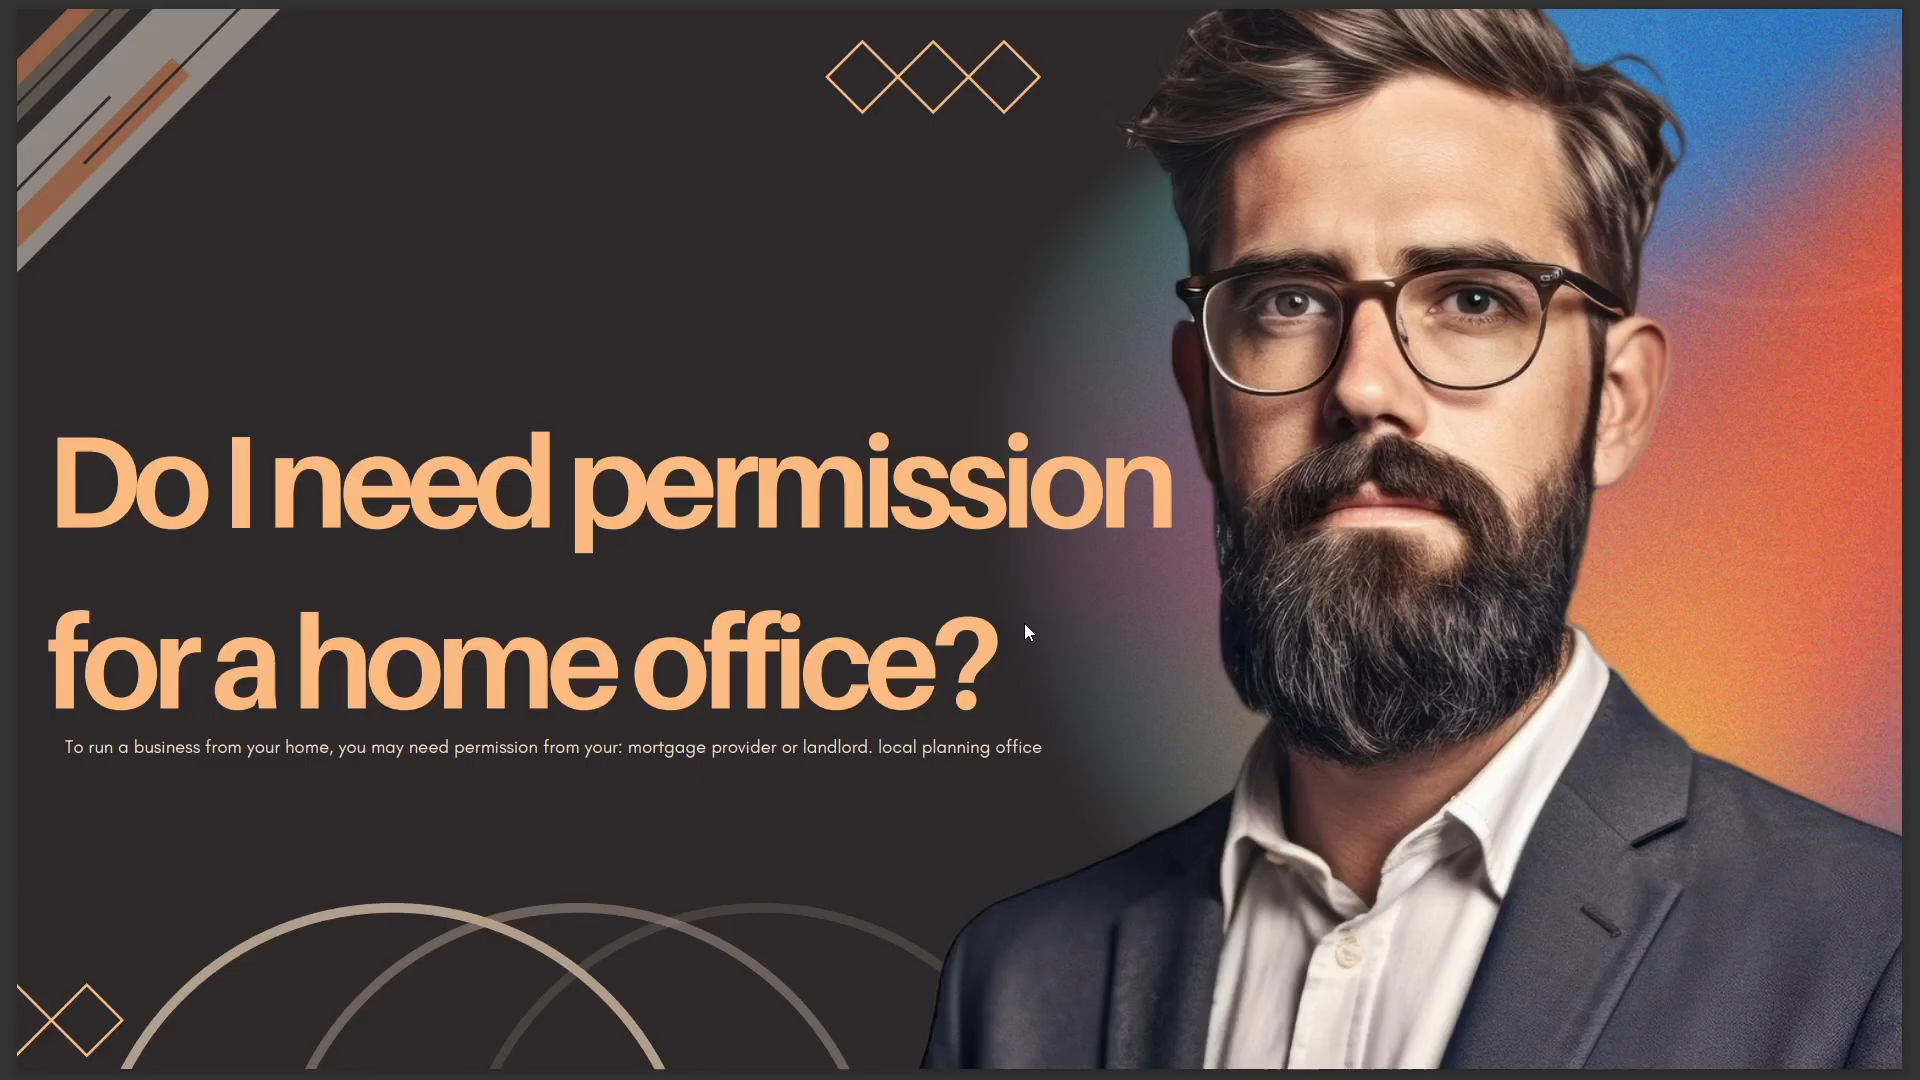 Do I need permission
for a home office?
To run a business from your home, you may need permission from your: mortgage provider or landlord. local planning office